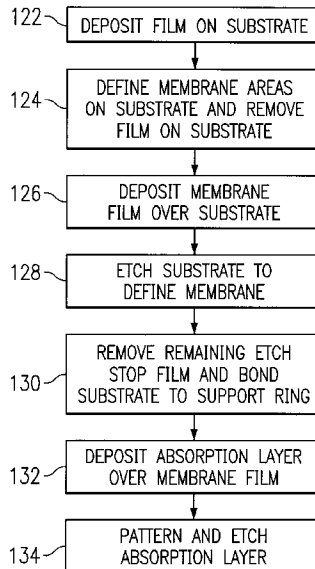 122
DEPOSIT FILM ON SUBSTRATE
124
DEFINE MEMBRANE AREAS
ON SUBSTRATE AND REMOVE
FILM ON SUBSTRATE
126
DEPOSIT MEMBRANE
FILM OVER SUBSTRATE
128
ETCH SUBSTRATE TO
DEFINE MEMBRANE
130
REMOVE REMAINING ETCH
STOP FILM AND BOND
SUBSTRATE TO SUPPORT RING
132
DEPOSIT ABSORPTION LAYER
OVER MEMBRANE FILM
134
PATTERN AND ETCH
ABSORPTION LAYER